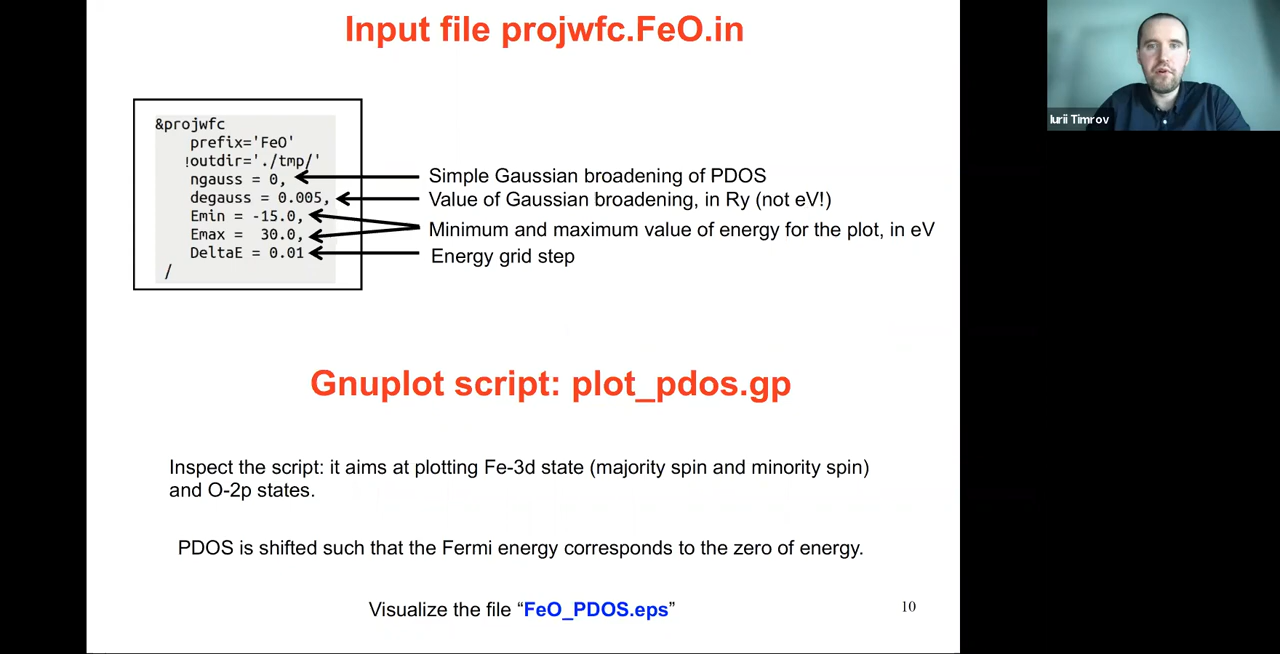 Input file projwfc.FeO.in
Iurii Timrov
&projwfc
prefix='FeO'
!outdir='./tmp/'
ngauss = 0,
degauss = 0.005,
Emin = -15.0,
Emax =  30.0,
DeltaE = 0.01
/
Simple Gaussian broadening of PDOS
Value of Gaussian broadening, in Ry (not eV!)
Minimum and maximum value of energy for the plot, in eV
Energy grid step
Gnuplot script: plot_pdos.gp
Inspect the script: it aims at plotting Fe-3d state (majority spin and minority spin)
and O-2p states.
PDOS is shifted such that the Fermi energy corresponds to the zero of energy.
Visualize the file “FeO_PDOS.eps”
10